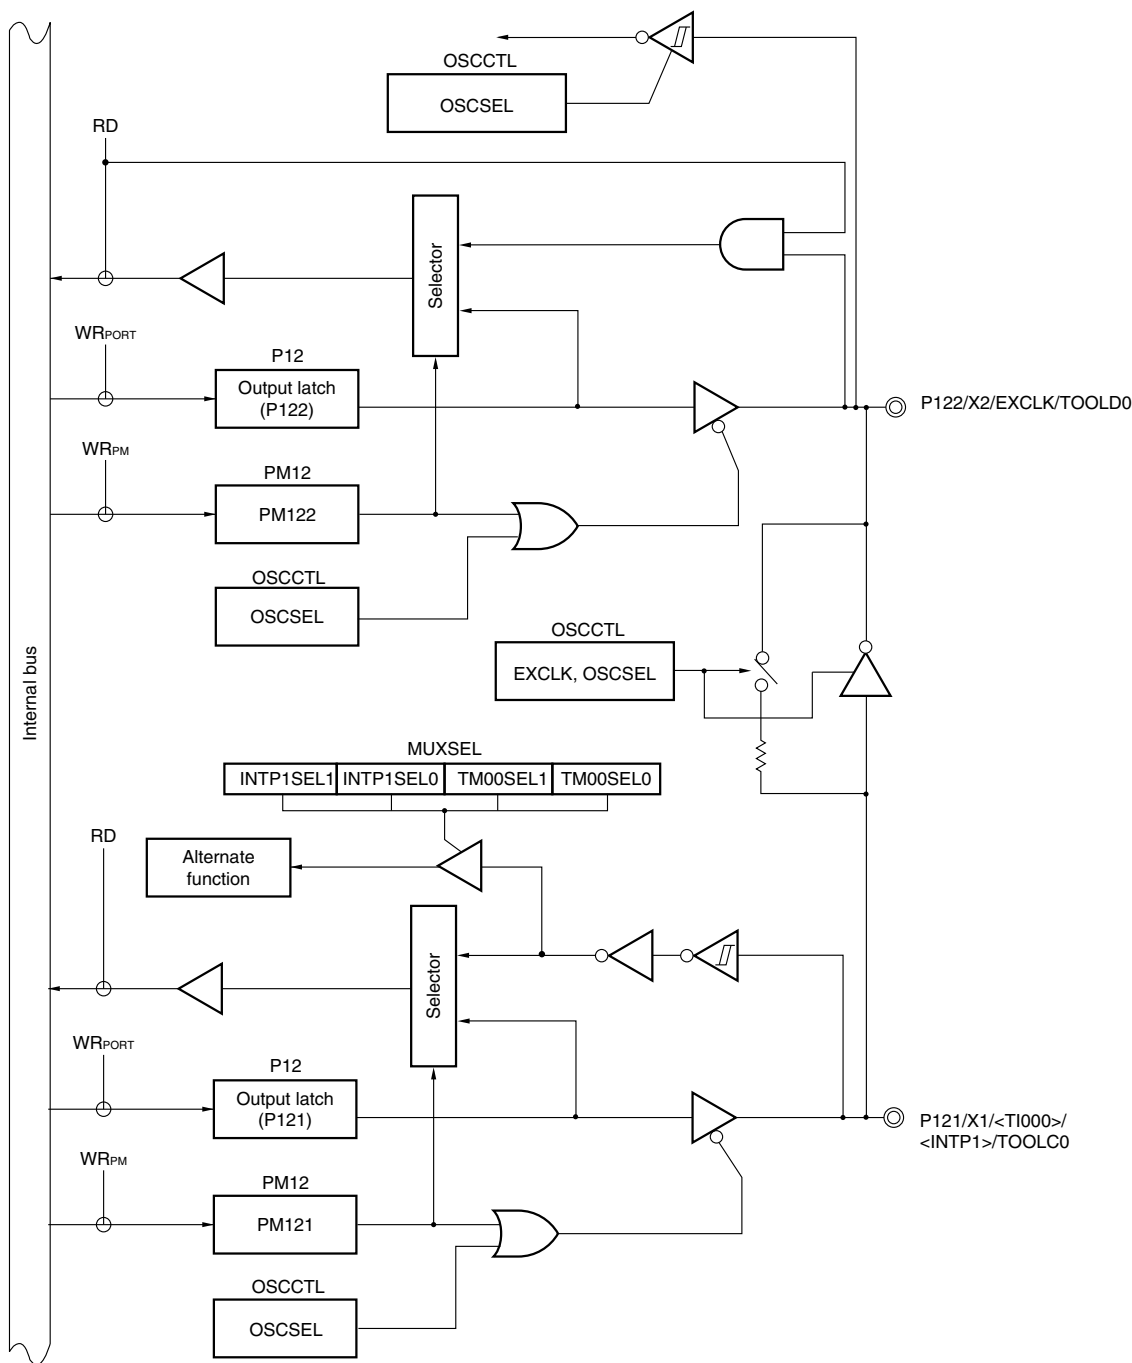 OSCCTL
OSCSEL
RD
Selector
WRPORT
P12
Output latch
(P122)
P122/X2/EXCLK/TOOLD0
WRPM
PM12
PM122
OSCCTL
OSCSEL
OSCCTL
EXCLK, OSCSEL
Internal bus
MUXSEL
INTP1SEL1 INTP1SEL0 TM00SEL1 TM00SEL0
RD
Alternate
function
Selector
WRPORT
P12
Output latch
(P121)
P121/X1/<TI000>/
<INTP1>/TOOLC0
WRPM
PM12
PM121
OSCCTL
OSCSEL